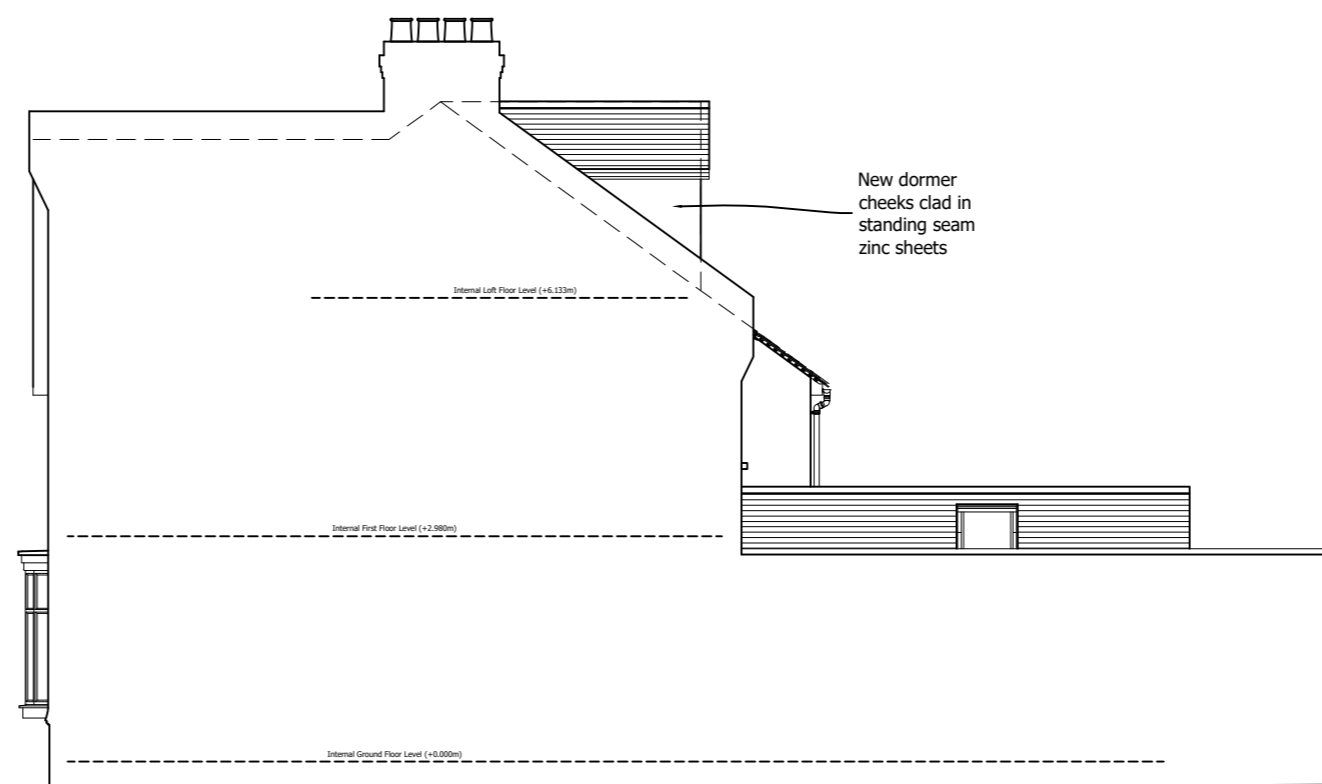 New dormer
cheeks clad in
standing seam
zinc sheets
Internal Loft Floor Level (+6.133m)
Internal First Floor Level (+2.980m)
Internal Ground Floor Level (+0.000m)